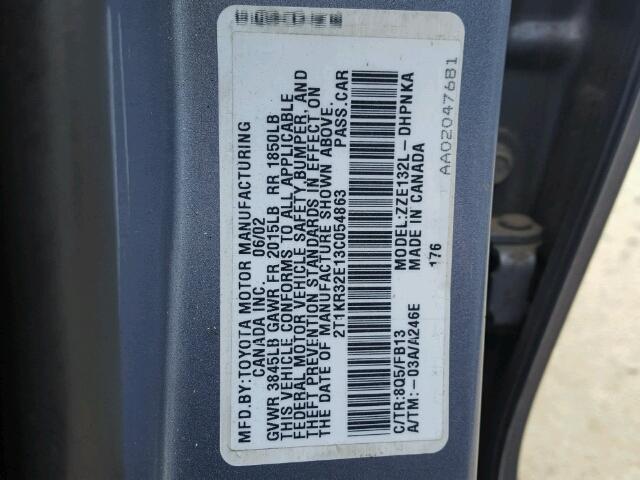 MFD.BY:TOYOTA MOTOR MANUFACTURING
CANADA INC. 06/02
GVWR 3845LB GAWR FR 2015LB RR 1850LB
THIS VEHICLE CONFORMS TO ALL APPLICABLE
FEDERAL MOTOR VEHICLE SAFETY, BUMPER, AND
THEFT PREVENTION STANDARDS IN EFFECT ON
THE DATE OF MANUFACTURE SHOWN ABOVE.
2T1KR32E13C054863 PASS.CAR
C/TR:8Q5/FB13 MODEL:ZZE132L-DHPNKA
A/TM:-03A/A246E MADE IN CANADA
176
AA02047681